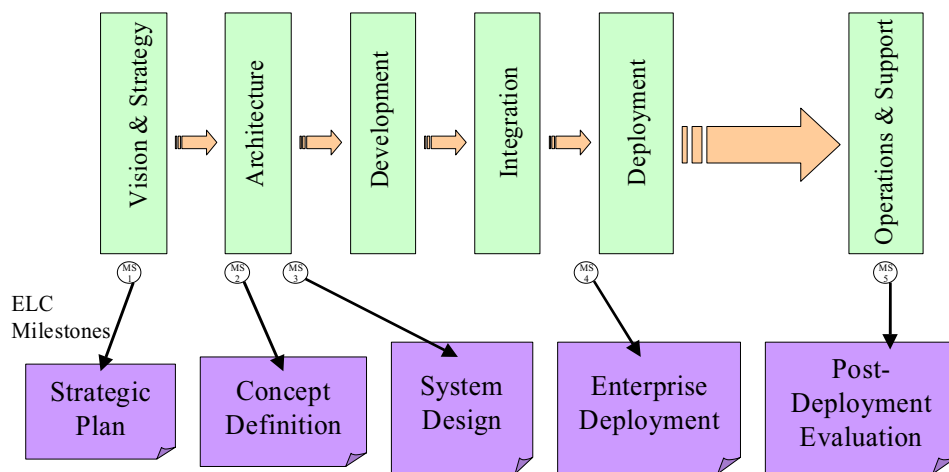 Vision & Strategy
Architecture
Development
Integration
Deployment
Operations & Support
MS
1
MS
2
MS
3
MS
4
MS
5
ELC
Milestones
Strategic
Plan
Concept
Definition
System
Design
Enterprise
Deployment
Post-
Deployment
Evaluation